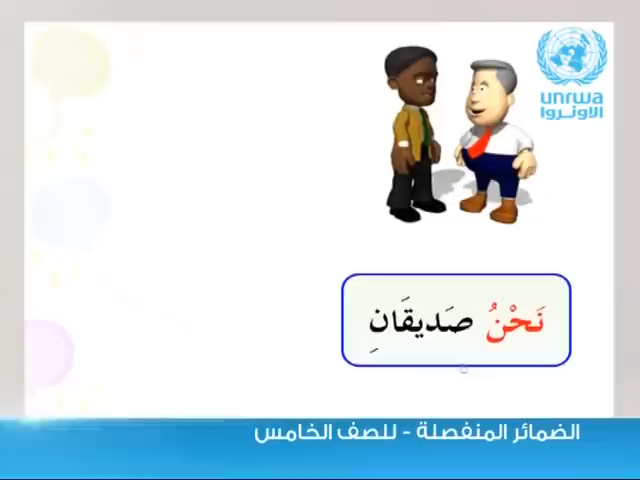 unrwa
الاونروا
نَحْنُ صَديقَانِ
الضمائر المنفصلة - للصف الخامس